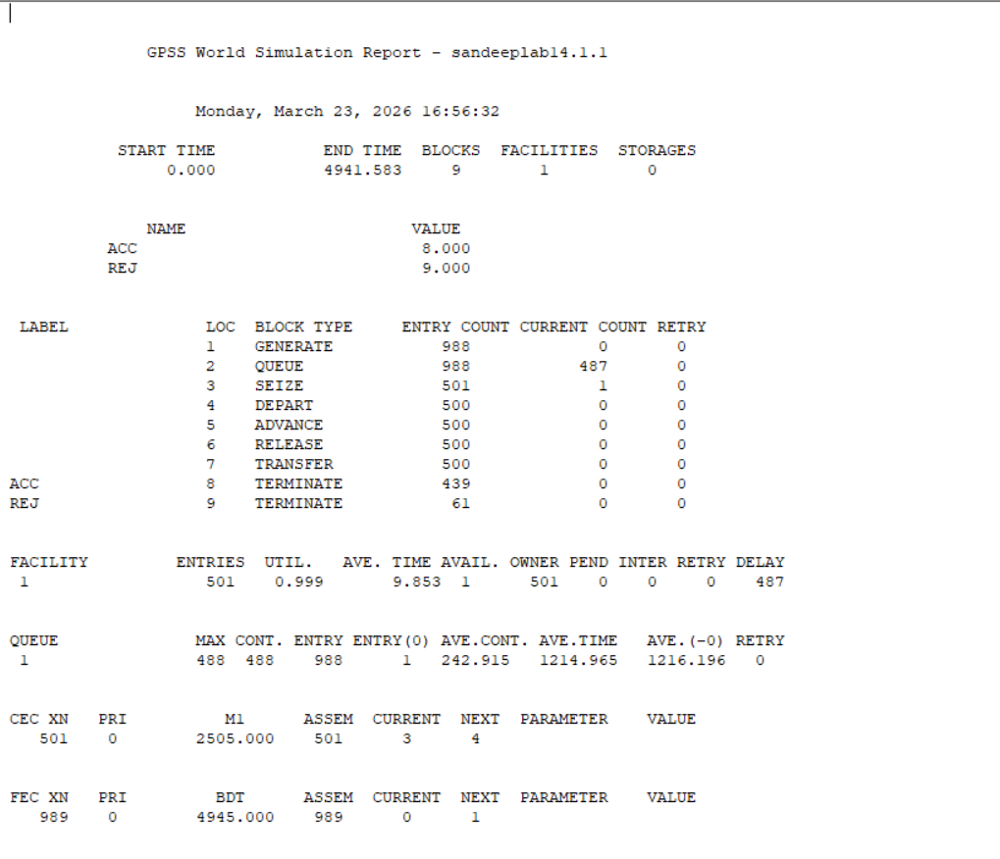 GPSS World Simulation Report - sandeeplab14.1.1
Monday, March 23, 2026 16:56:32
START TIME END TIME BLOCKS FACILITIES STORAGES
0.000 4941.583 9 1 0
NAME VALUE
ACC 8.000
REJ 9.000
LABEL LOC BLOCK TYPE ENTRY COUNT CURRENT COUNT RETRY
1 GENERATE 988 0 0
2 QUEUE 988 487 0
3 SEIZE 501 1 0
4 DEPART 500 0 0
5 ADVANCE 500 0 0
6 RELEASE 500 0 0
7 TRANSFER 500 0 0
ACC 8 TERMINATE 439 0 0
REJ 9 TERMINATE 61 0 0
FACILITY ENTRIES UTIL. AVE. TIME AVAIL. OWNER PEND INTER RETRY DELAY
1 501 0.999 9.853 1 501 0 0 0 487
QUEUE MAX CONT. ENTRY ENTRY(0) AVE.CONT. AVE.TIME AVE.(-0) RETRY
1 488 488 988 1 242.915 1214.965 1216.196 0
CEC XN PRI M1 ASSEM CURRENT NEXT PARAMETER VALUE
501 0 2505.000 501 3 4
FEC XN PRI BDT ASSEM CURRENT NEXT PARAMETER VALUE
989 0 4945.000 989 0 1